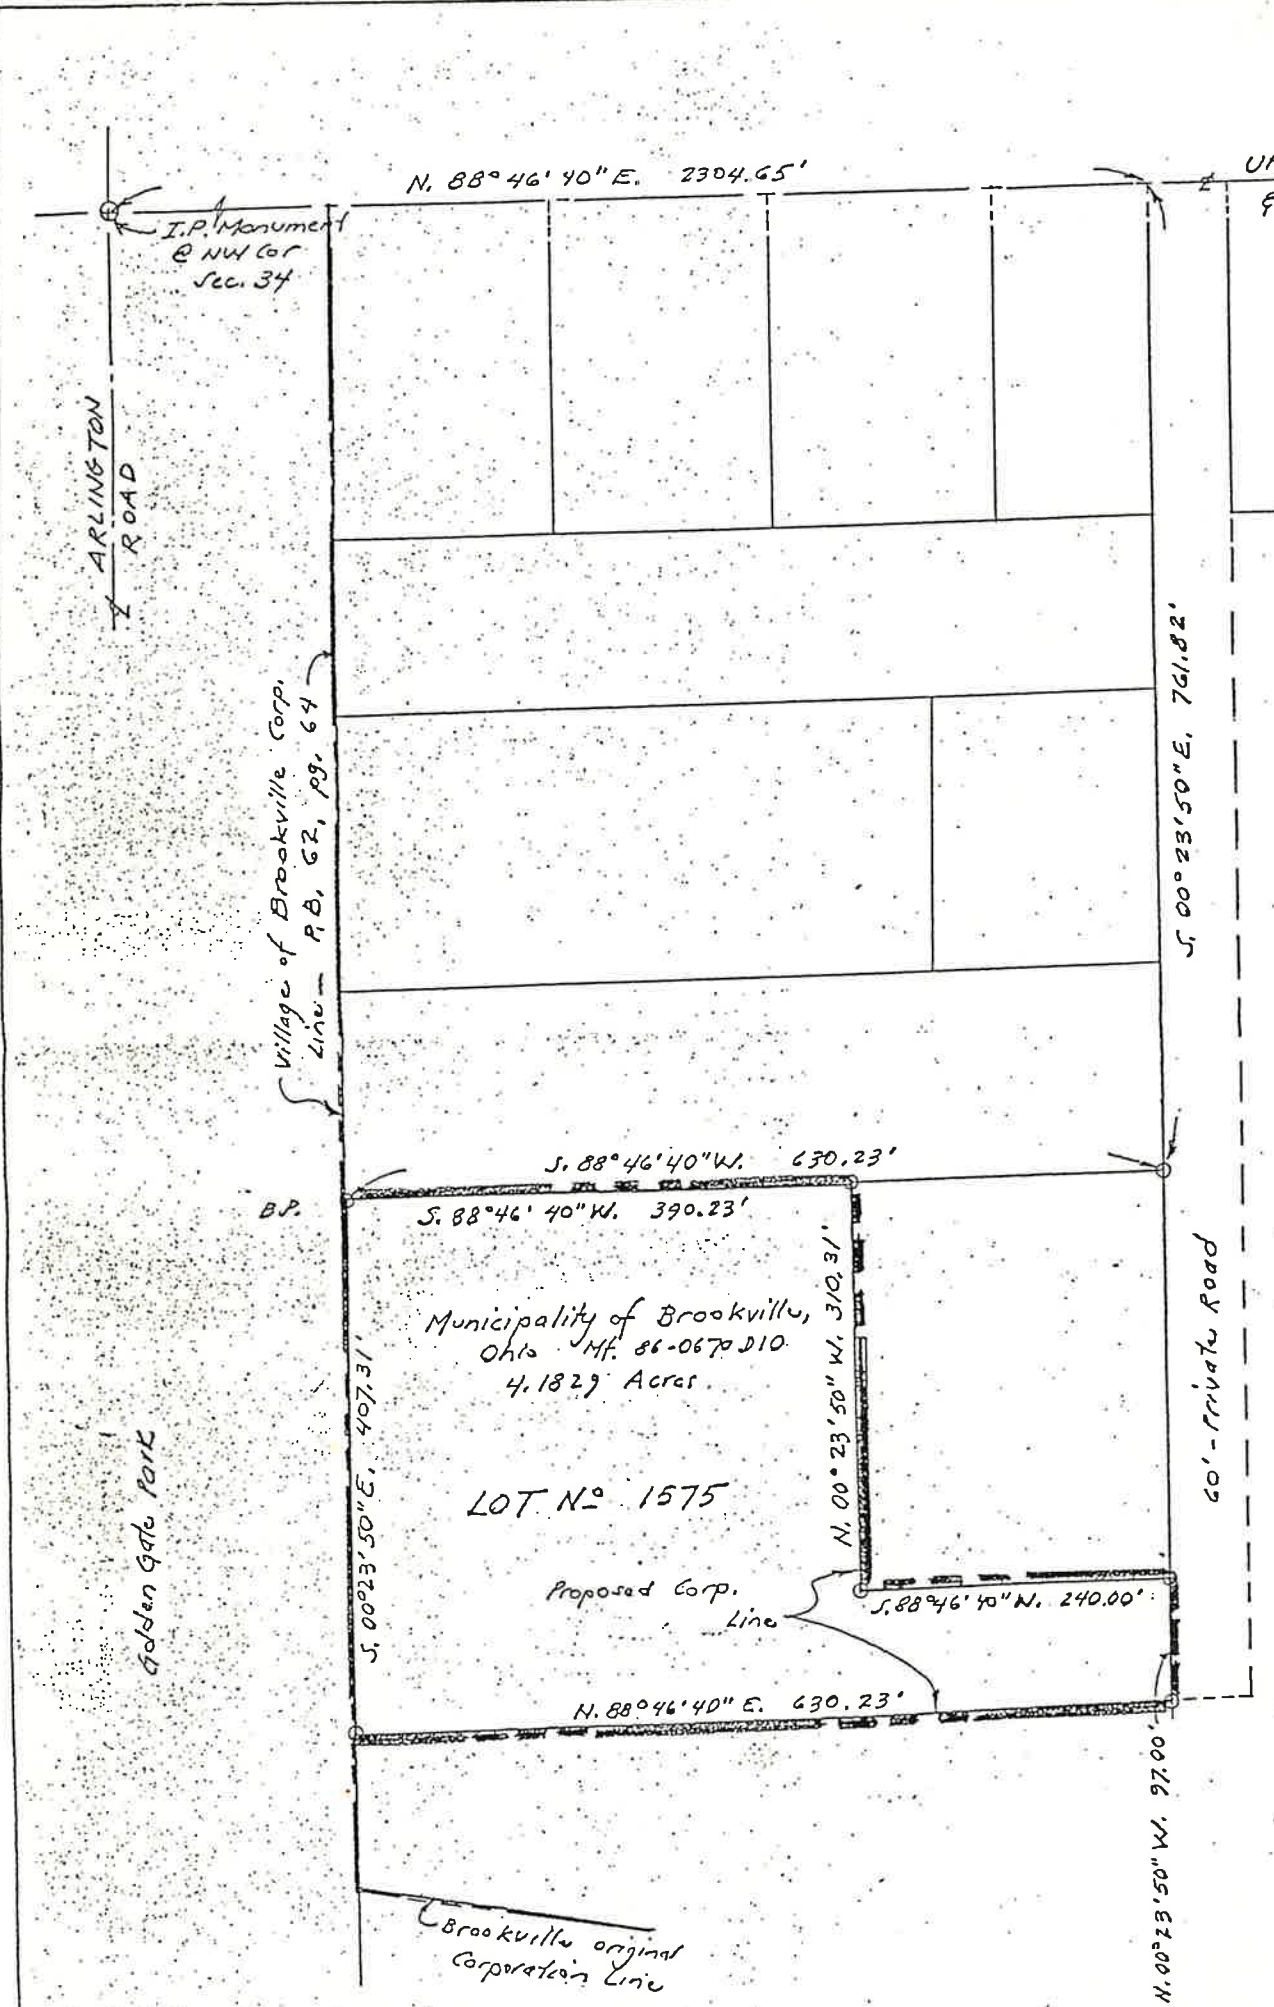 N. 88° 46' 40" E. 2304.65'
I.P. Monument
@ NW Cor
Sec. 34
ARLINGTON
ROAD
Village of Brookville Corp.
Line — P.B. 62, pg. 64
S. 00° 23' 50" E. 761.82'
S. 88° 46' 40" W. 630.23'
B.P.
S. 88° 46' 40" W. 390.23'
Municipality of Brookville,
Ohio Mf. 86-0670 D10
4.1829 Acres
N. 00° 23' 50" W. 310.31'
S. 00° 23' 50" E. 407.31'
LOT Nº 1575
60' - Private Road
Golden Gate Park
Proposed Corp.
Line
S. 88° 46' 40" W. 240.00'
N. 88° 46' 40" E. 630.23'
N. 00° 23' 50" W. 97.00'
Brookville original
Corporation Line